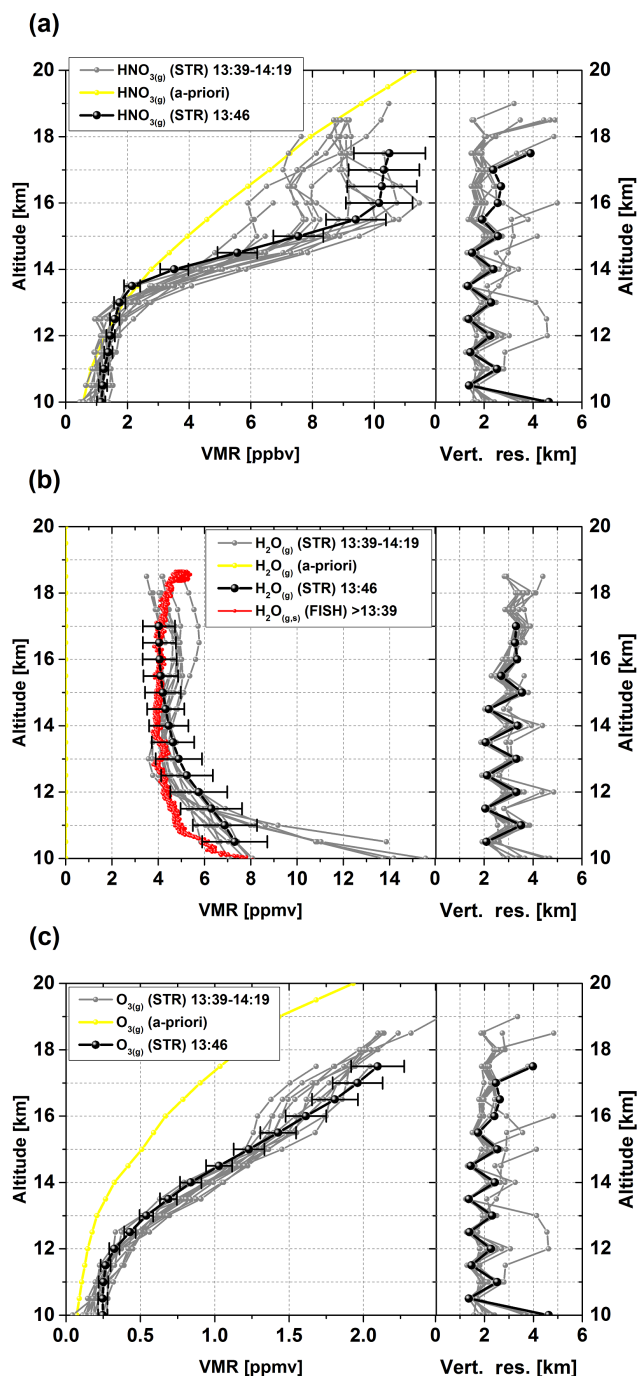 (a)
HNO3(g) (STR) 13:39-14:19
HNO3(g) (a-priori)
HNO3(g) (STR) 13:46
20
18
16
14
12
10
Altitude [km]
0 2 4 6 8 10
VMR [ppbv]
0 2 4 6
Vert. res. [km]
20
18
16
14
12
10
Altitude [km]
(b)
H2O(g) (STR) 13:39-14:19
H2O(g) (a-priori)
H2O(g) (STR) 13:46
H2O(g,s) (FISH) >13:39
20
18
16
14
12
10
Altitude [km]
0 2 4 6 8 10 12 14
VMR [ppmv]
0 2 4 6
Vert. res. [km]
20
18
16
14
12
10
Altitude [km]
(c)
O3(g) (STR) 13:39-14:19
O3(g) (a-priori)
O3(g) (STR) 13:46
20
18
16
14
12
10
Altitude [km]
0.0 0.5 1.0 1.5 2.0
VMR [ppmv]
0 2 4 6
Vert. res. [km]
20
18
16
14
12
10
Altitude [km]